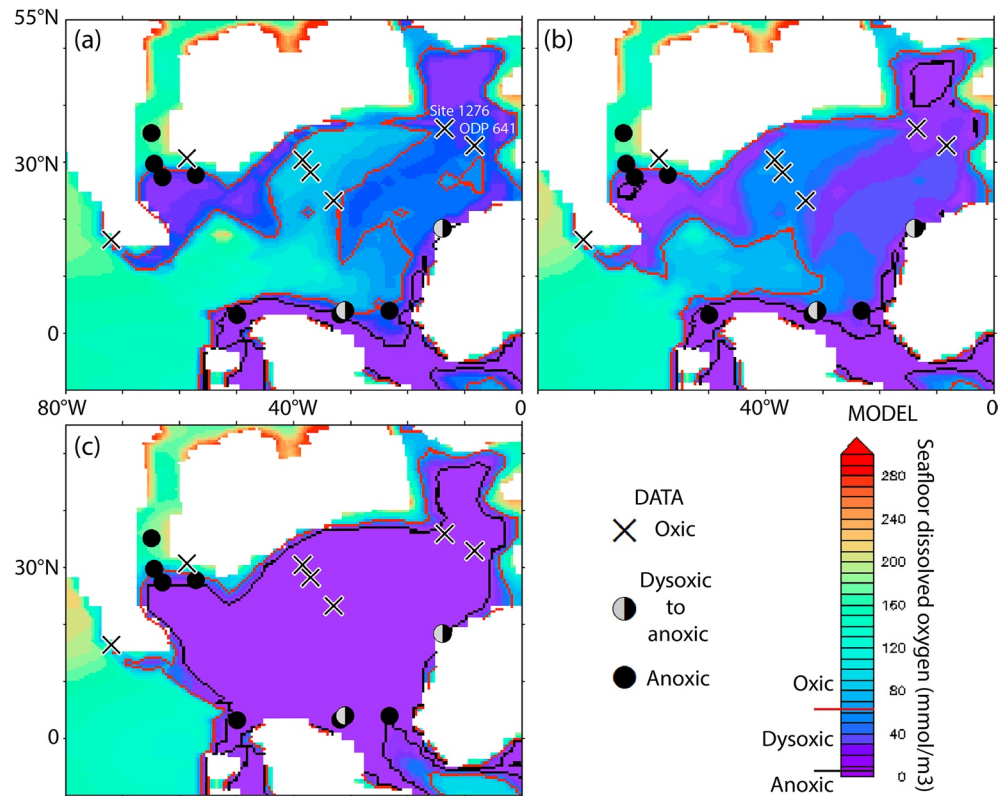 55°N
(a)
(b)
Site 1276
ODP 641
30°N
0
80°W
40°W
0
40°W
0
MODEL
(c)
30°N
0
DATA
Oxic
Dysoxic
to
anoxic
Anoxic
Oxic
Dysoxic
Anoxic
280
240
200
160
120
80
40
0
Seafloor dissolved oxygen (mmol/m3)